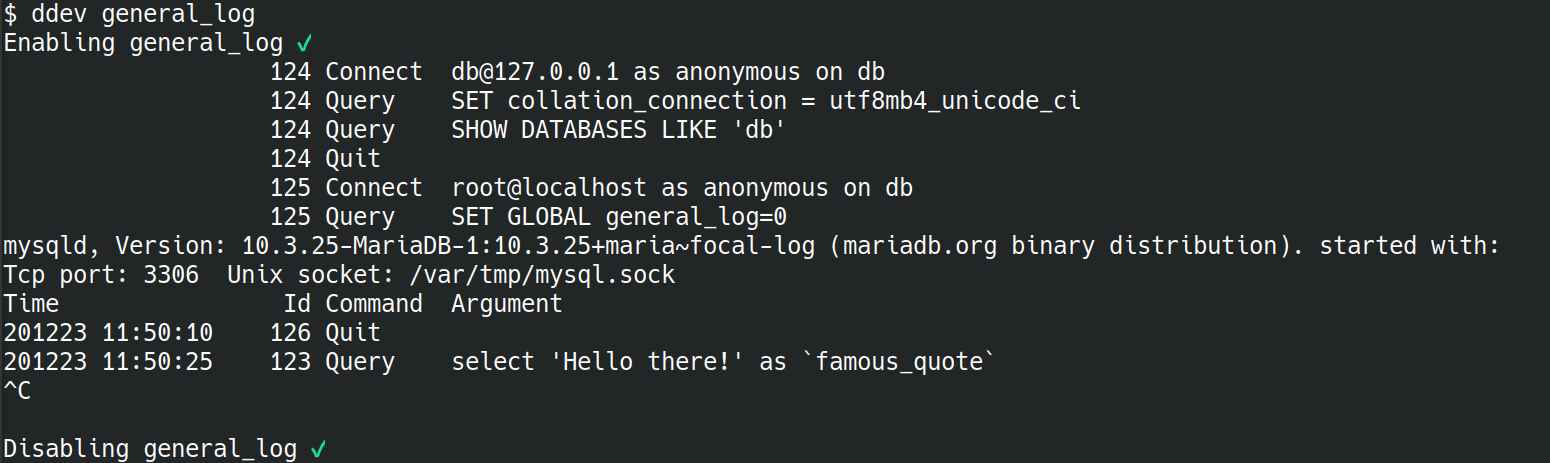 $ ddev general_log
Enabling general_log ✓
                   124 Connect  db@127.0.0.1 as anonymous on db
                   124 Query    SET collation_connection = utf8mb4_unicode_ci
                   124 Query    SHOW DATABASES LIKE 'db'
                   124 Quit
                   125 Connect  root@localhost as anonymous on db
                   125 Query    SET GLOBAL general_log=0
mysqld, Version: 10.3.25-MariaDB-1:10.3.25+maria~focal-log (mariadb.org binary distribution). started with:
Tcp port: 3306  Unix socket: /var/tmp/mysql.sock
Time                Id Command  Argument
201223 11:50:10    126 Quit
201223 11:50:25    123 Query    select 'Hello there!' as `famous_quote`
^C

Disabling general_log ✓